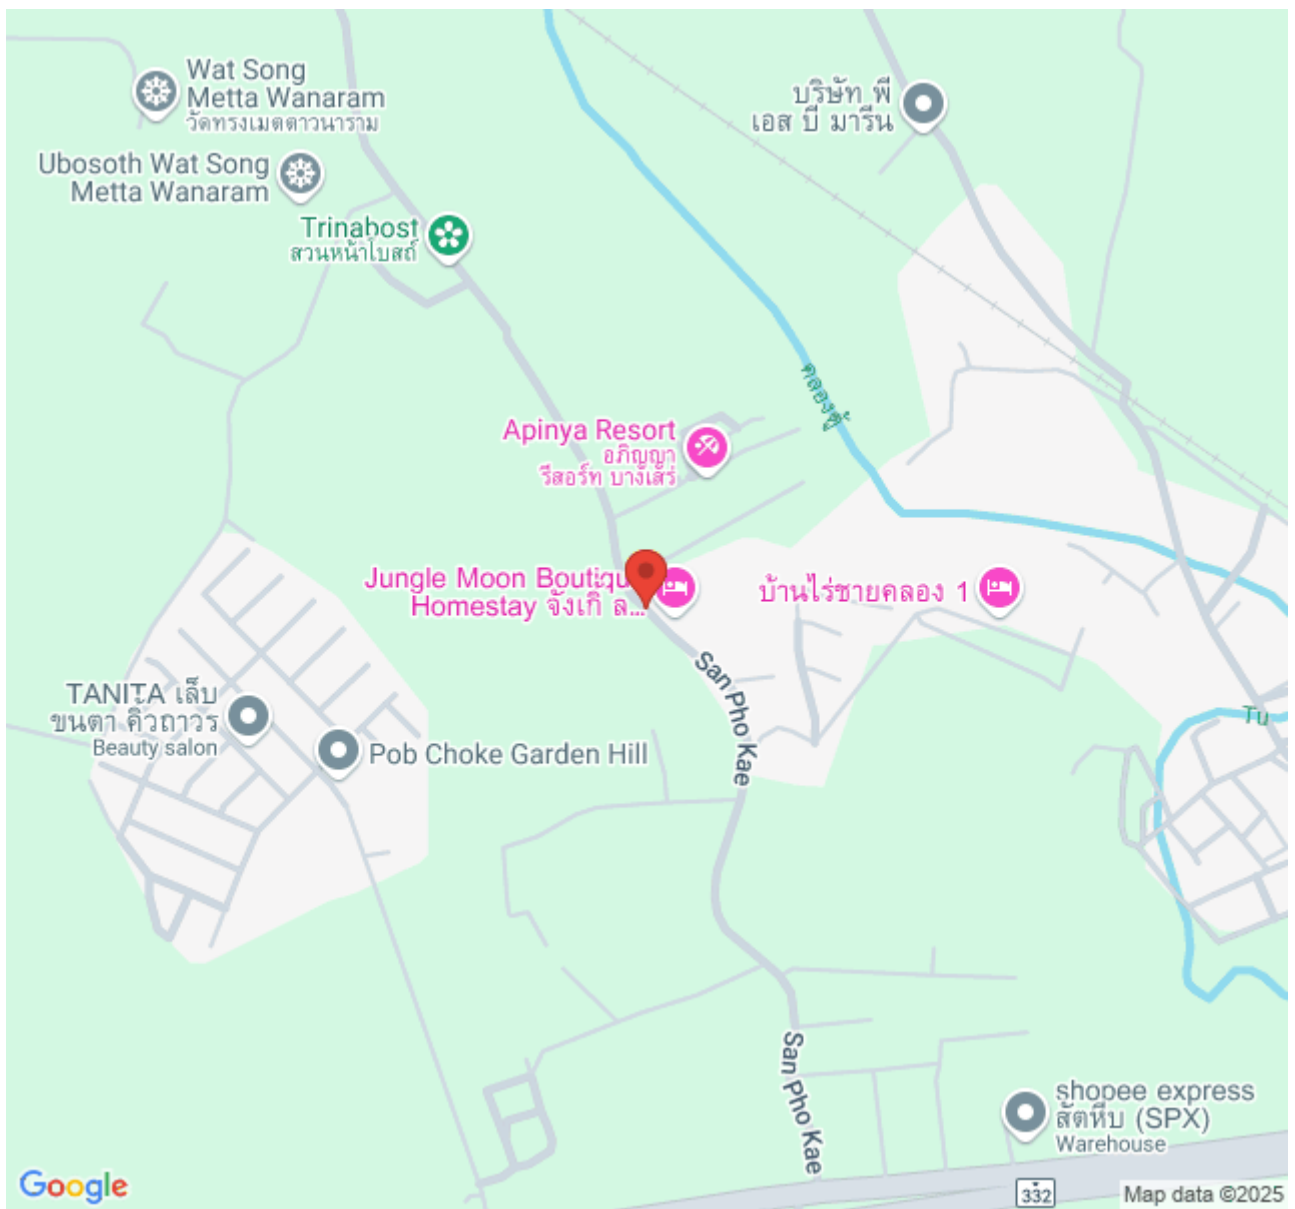 Wat Song
Metta Wanaram
วัดทรงเมตตาวนาราม
บริษัท พี
เอส บี มารีน
Ubosoth Wat Song
Metta Wanaram
Trinabost
สวนหน้าโบสถ์
คลองตู้
Apinya Resort
อภิญญา
รีสอร์ท บางเสร่
Jungle Moon Boutiqu
Homestay จังเกิ้ ล...
บ้านไร่ชายคลอง 1
San Pho Kae
TANITA เล็บ
ขนตา คิ้วถาวร
Beauty salon
Pob Choke Garden Hill
Tu
San Pho Kae
shopee express
สัตหีบ (SPX)
Warehouse
332
Google
Map data ©2025